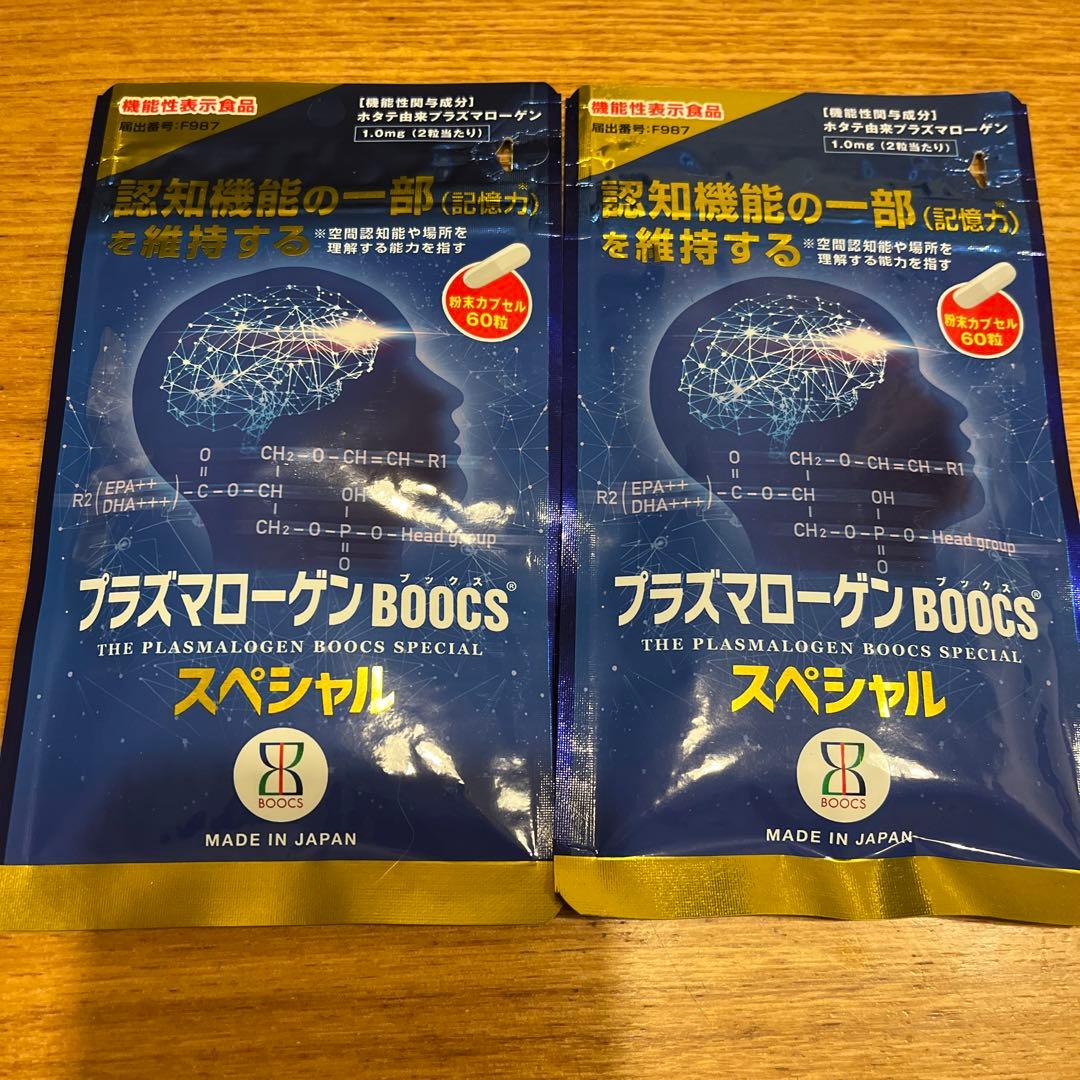 機能性表示食品
届出番号:F987
[機能性関与成分]
ホタテ由来プラズマローゲン
1.0mg(2粒当たり)
認知機能の一部(記憶力)※
を維持する
※空間認知能や場所を
理解する能力を指す
粉末カプセル
60粒
O CH2-O-CH=CH-R1
R2(EPA++ DHA+++)-C-O-CH OH
CH2-O-P-O-Head group
O
ブックス
プラズマローゲンBOOCS®
THE PLASMALOGEN BOOCS SPECIAL
スペシャル
BOOCS
MADE IN JAPAN
機能性表示食品
届出番号:F987
[機能性関与成分]
ホタテ由来プラズマローゲン
1.0mg(2粒当たり)
認知機能の一部(記憶力)※
を維持する
※空間認知能や場所を
理解する能力を指す
粉末カプセル
60粒
O CH2-O-CH=CH-R1
R2(EPA++ DHA+++)-C-O-CH OH
CH2-O-P-O-Head group
O
ブックス
プラズマローゲンBOOCS®
THE PLASMALOGEN BOOCS SPECIAL
スペシャル
BOOCS
MADE IN JAPAN